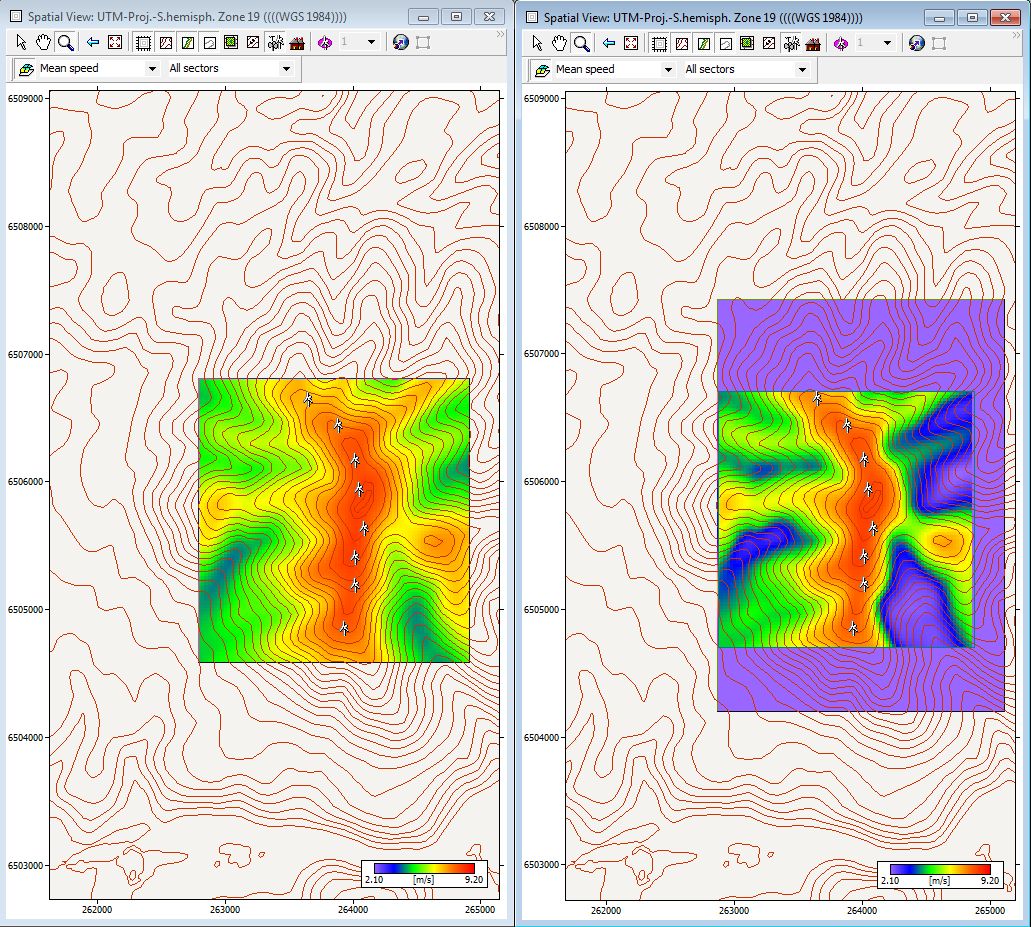 Spatial View: UTM-Proj.-S.hemisph. Zone 19 ((((WGS 1984))))
1
Mean speed All sectors
6509000
6508000
6507000
6506000
6505000
6504000
6503000
2.10 [m/s] 9.20
262000 263000 264000 265000
Spatial View: UTM-Proj.-S.hemisph. Zone 19 ((((WGS 1984))))
1
Mean speed All sectors
6509000
6508000
6507000
6506000
6505000
6504000
6503000
2.10 [m/s] 9.20
262000 263000 264000 265000